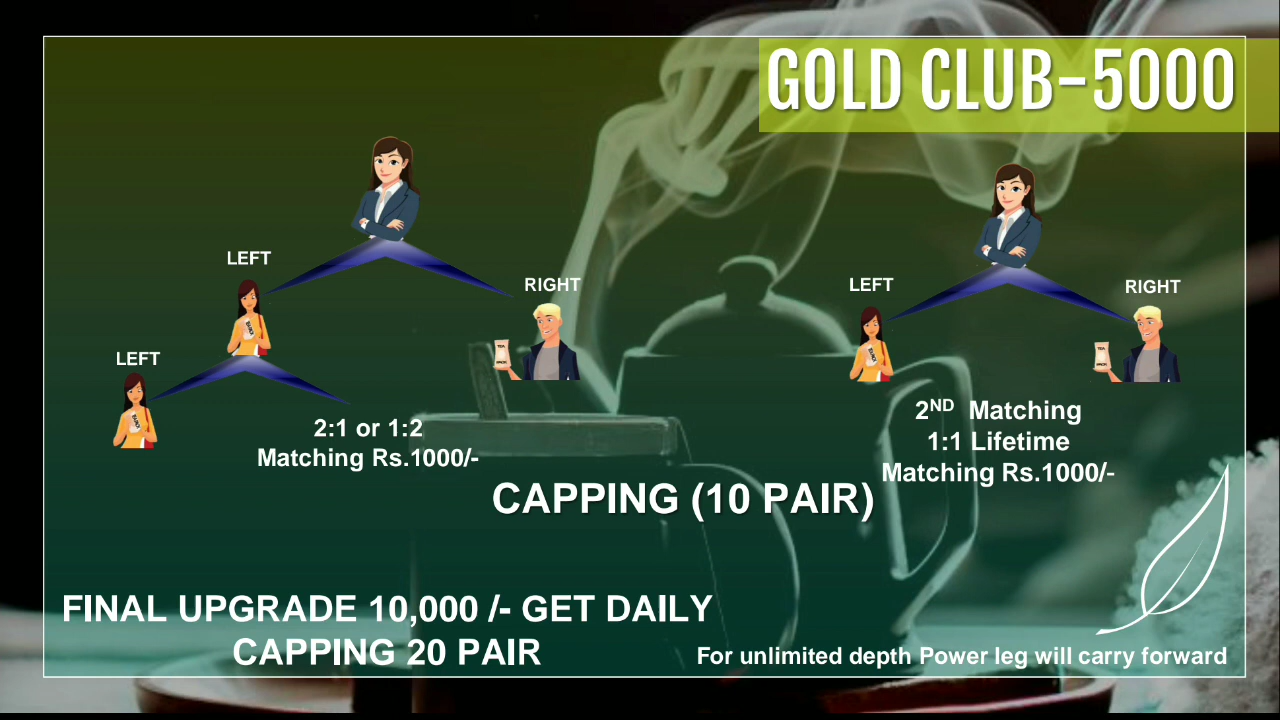 GOLD CLUB-5000
LEFT
RIGHT
LEFT
2:1 or 1:2
Matching Rs.1000/-
LEFT
RIGHT
2ND Matching
1:1 Lifetime
Matching Rs.1000/-
CAPPING (10 PAIR)
FINAL UPGRADE 10,000 /- GET DAILY
CAPPING 20 PAIR
For unlimited depth Power leg will carry forward